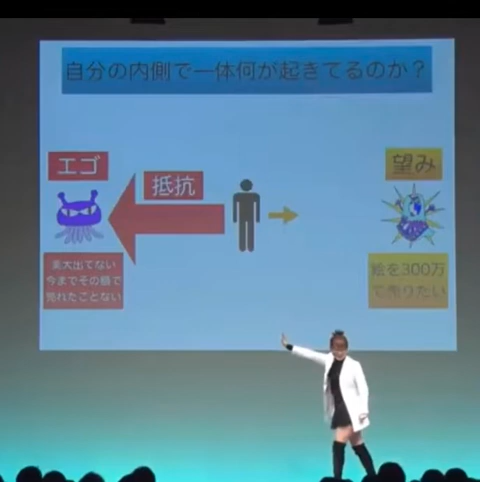 自分の内側で一体何が起きてるのか？
エゴ
抵抗
望み
美大出てない
今までその額で
売れたことない
絵を300万
で売りたい